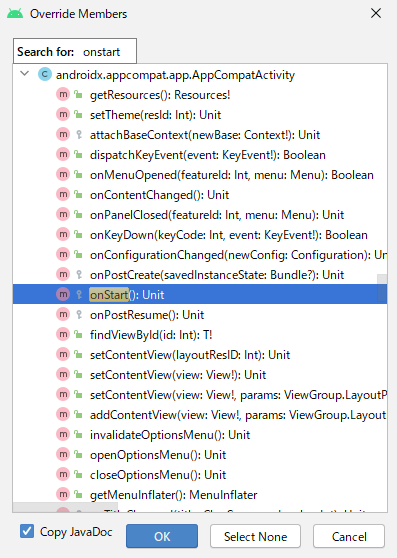 Override Members
Search for: onstart
androidx.appcompat.app.AppCompatActivity
getResources(): Resources!
setTheme(resId: Int): Unit
attachBaseContext(newBase: Context!): Unit
dispatchKeyEvent(event: KeyEvent!): Boolean
onMenuOpened(featureId: Int, menu: Menu): Boolean
onContentChanged(): Unit
onPanelClosed(featureId: Int, menu: Menu): Unit
onKeyDown(keyCode: Int, event: KeyEvent!): Boolean
onConfigurationChanged(newConfig: Configuration): Un
onPostCreate(savedInstanceState: Bundle?): Unit
onStart(): Unit
onPostResume(): Unit
findViewById(id: Int): T!
setContentView(layoutResID: Int): Unit
setContentView(view: View!): Unit
setContentView(view: View!, params: ViewGroup.LayoutP
addContentView(view: View!, params: ViewGroup.Layout
invalidateOptionsMenu(): Unit
openOptionsMenu(): Unit
closeOptionsMenu(): Unit
getMenuInflater(): MenuInflater
Copy JavaDoc OK Select None Cancel